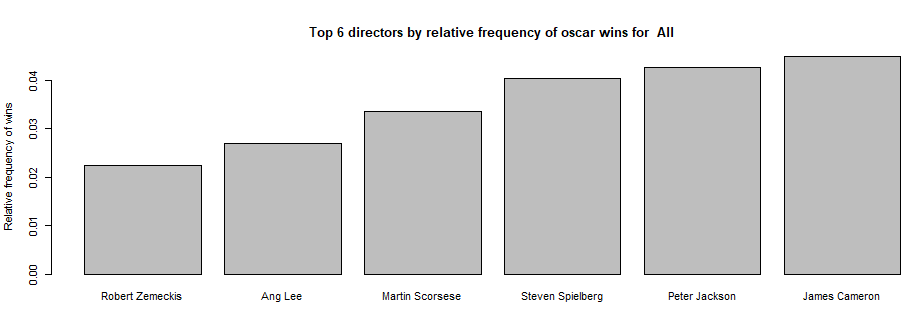 Top 6 directors by relative frequency of oscar wins for  All
Relative frequency of wins
0.04
0.03
0.02
0.01
0.00
Robert Zemeckis
Ang Lee
Martin Scorsese
Steven Spielberg
Peter Jackson
James Cameron